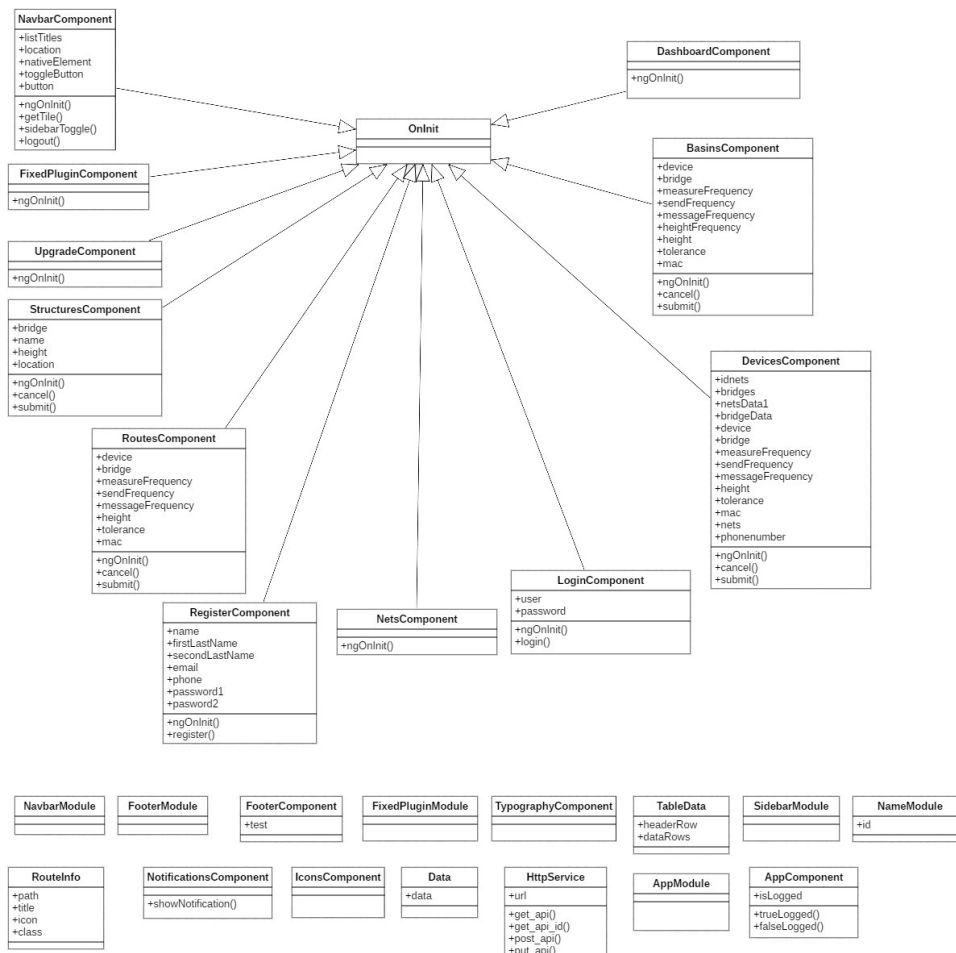 NavbarComponent
+listTitles
+location
+nativeElement
+toggleButton
+button
+ngOnInit()
+getTile()
+sidebarToggle()
+logout()
DashboardComponent
+ngOnInit()
OnInit
FixedPluginComponent
+ngOnInit()
BasinsComponent
+device
+bridge
+measureFrequency
+sendFrequency
+messageFrequency
+heightFrequency
+height
+tolerance
+mac
+ngOnInit()
+cancel()
+submit()
UpgradeComponent
+ngOnInit()
StructuresComponent
+bridge
+name
+height
+location
+ngOnInit()
+cancel()
+submit()
DevicesComponent
+idnets
+bridges
+netsData1
+bridgeData
+device
+bridge
+measureFrequency
+sendFrequency
+messageFrequency
+height
+tolerance
+mac
+nets
+phonenumber
+ngOnInit()
+cancel()
+submit()
RoutesComponent
+device
+bridge
+measureFrequency
+sendFrequency
+messageFrequency
+height
+tolerance
+mac
+ngOnInit()
+cancel()
+submit()
LoginComponent
+user
+password
+ngOnInit()
+login()
RegisterComponent
+name
+firstLastName
+secondLastName
+email
+phone
+password1
+pasword2
+ngOnInit()
+register()
NetsComponent
+ngOnInit()
NavbarModule
FooterModule
FooterComponent
+test
FixedPluginModule
TypographyComponent
TableData
+headerRow
+dataRows
SidebarModule
NameModule
+id
RouteInfo
+path
+title
+icon
+class
NotificationsComponent
+showNotification()
IconsComponent
Data
+data
HttpService
+url
+get_api()
+get_api_id()
+post_api()
+put_api()
AppModule
AppComponent
+isLogged
+trueLogged()
+falseLogged()